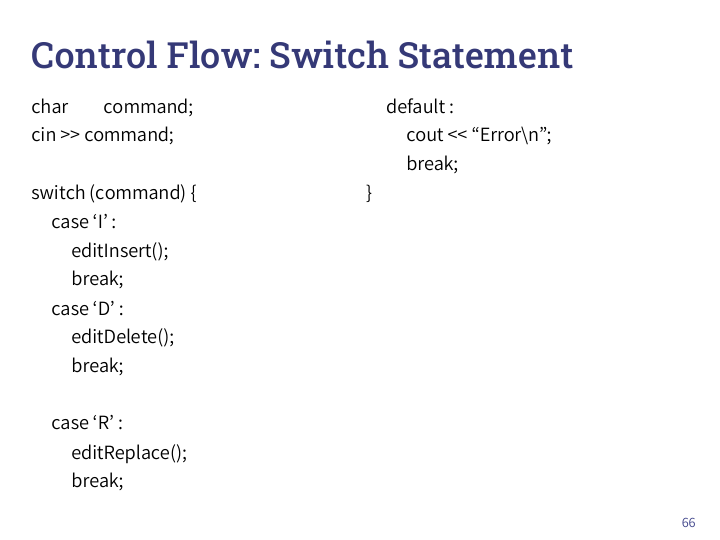 Control Flow: Switch Statement
char command;
cin >> command;
switch (command) {
case ‘I’ :
editInsert();
break;
case ‘D’ :
editDelete();
break;
case ‘R’ :
editReplace();
break;
default :
cout << “Error\n”;
break;
}
66